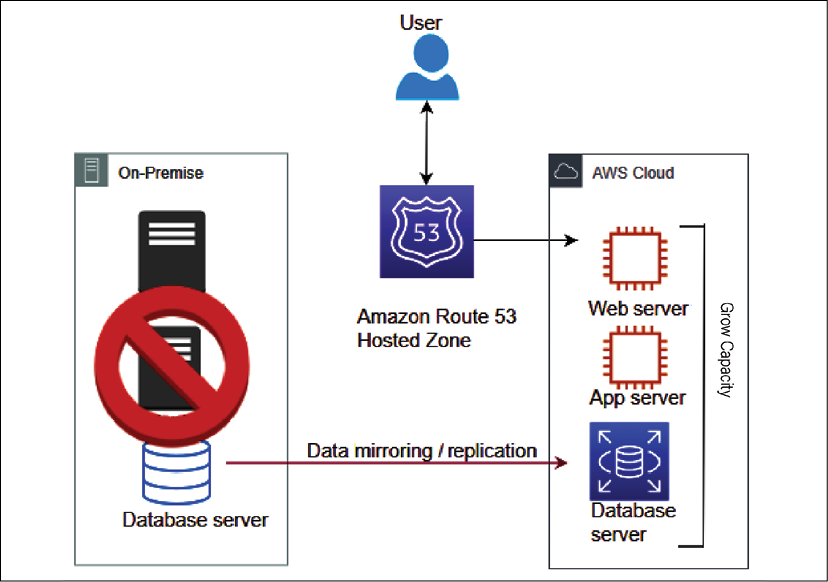 User
On-Premise
AWS Cloud
53
Web server
Amazon Route 53
Hosted Zone
Grow Capacity
App server
Data mirroring / replication
Database server
Database
server